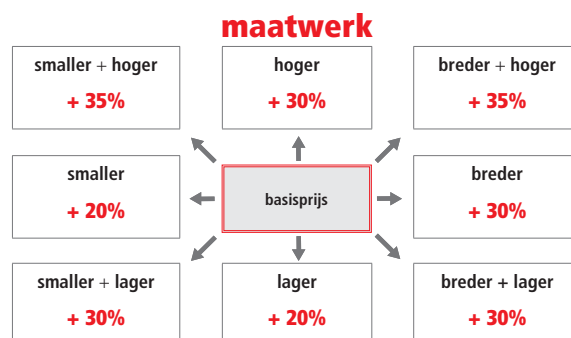 maatwerk
smaller + hoger
+ 35%
hoger
+ 30%
breder + hoger
+ 35%
smaller
+ 20%
basisprijs
breder
+ 30%
smaller + lager
+ 30%
lager
+ 20%
breder + lager
+ 30%